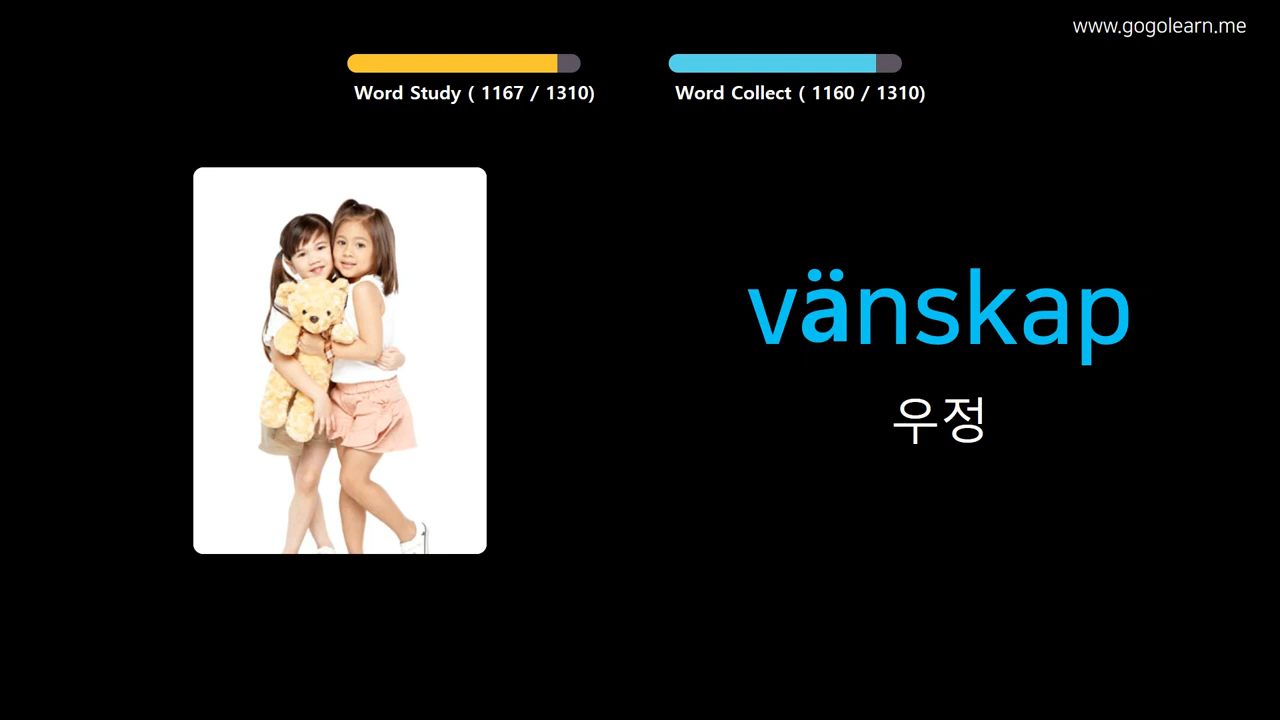 www.gogolearn.me
Word Study ( 1167 / 1310)
Word Collect ( 1160 / 1310)
vänskap
우정